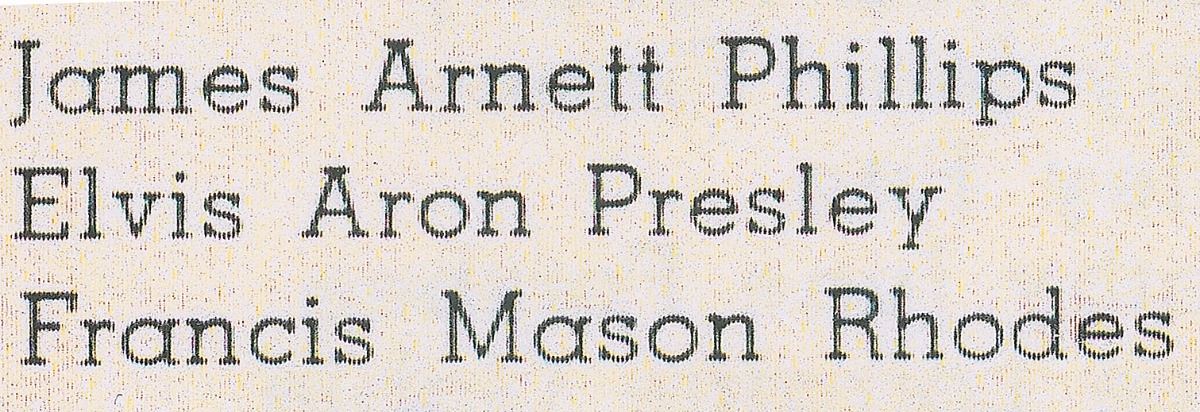 James Arnett Phillips
Elvis Aron Presley
Francis Mason Rhodes